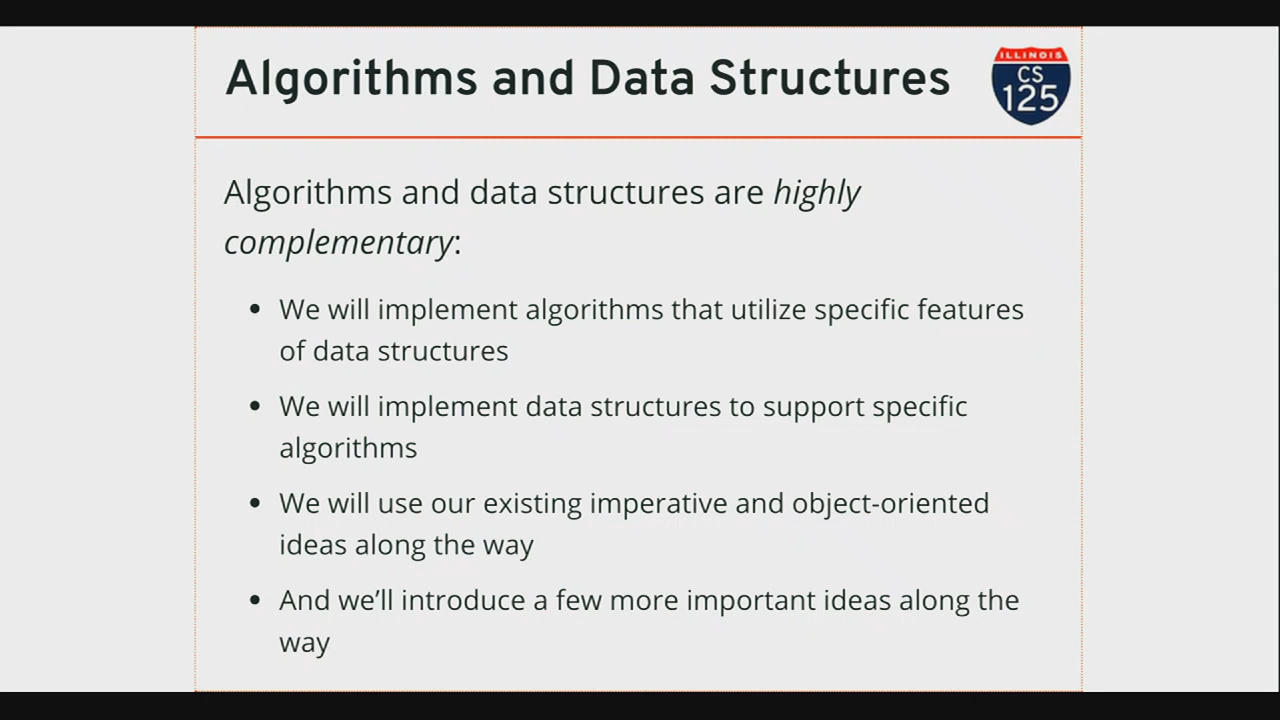 Algorithms and Data Structures
ILLINOIS
CS
125
Algorithms and data structures are highly
complementary:
• We will implement algorithms that utilize specific features
of data structures
• We will implement data structures to support specific
algorithms
• We will use our existing imperative and object-oriented
ideas along the way
• And we’ll introduce a few more important ideas along the
way